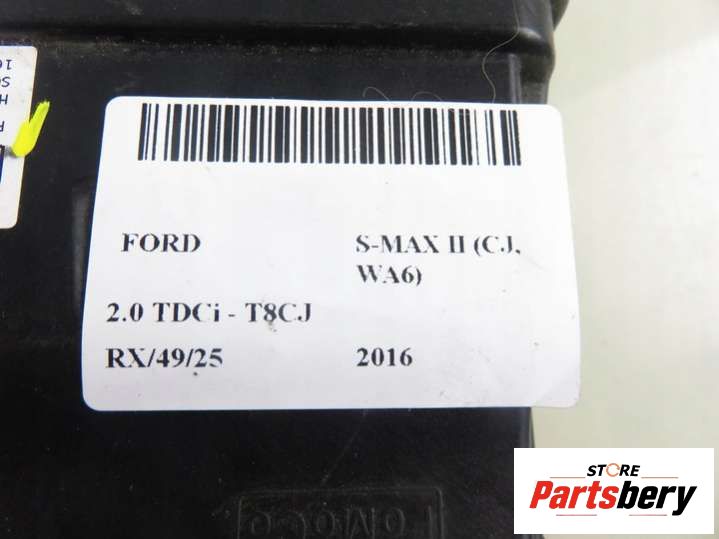 FORD
S-MAX II (CJ,
WA6)
2.0 TDCi - T8CJ
RX/49/25
2016
STORE
Partsbery